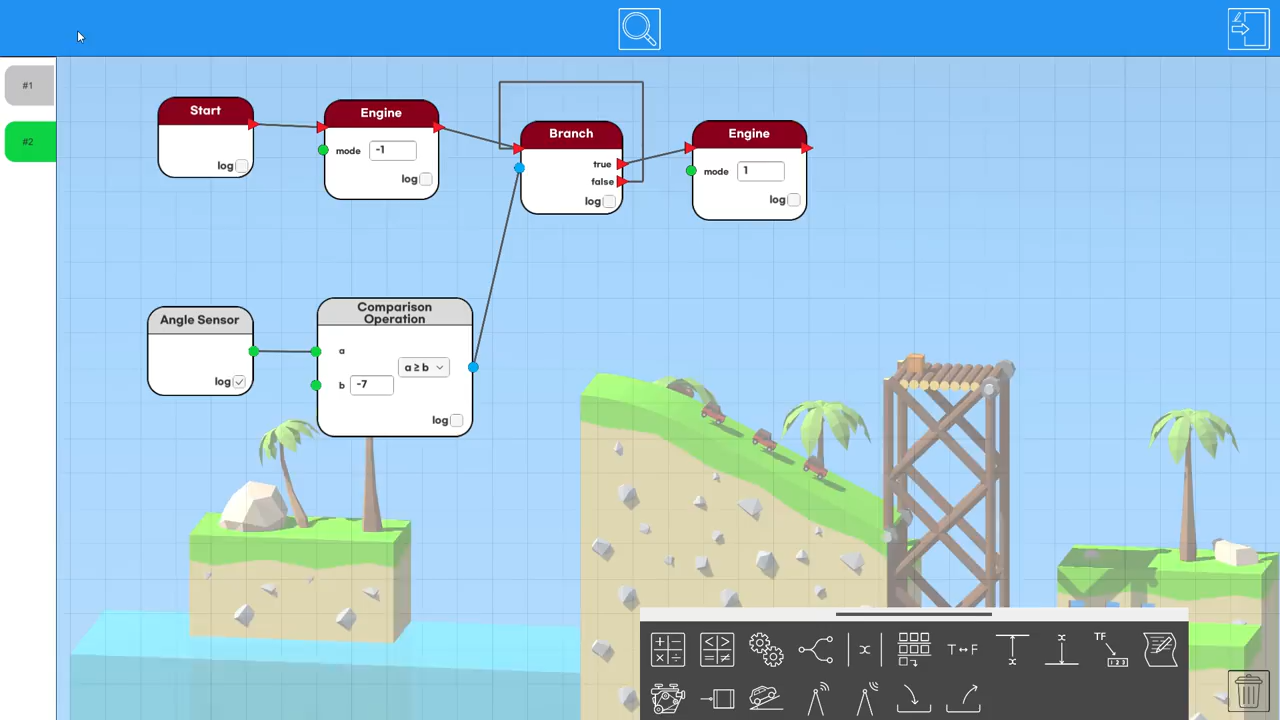 #1
#2
Start
log
Engine
mode -1
log
Branch
true
false
log
Engine
mode 1
log
Angle Sensor
log
Comparison
Operation
a
a ≥ b
b -7
log
+ −
× ÷
< >
= ≠
x
T↔F
x
x
TF
123